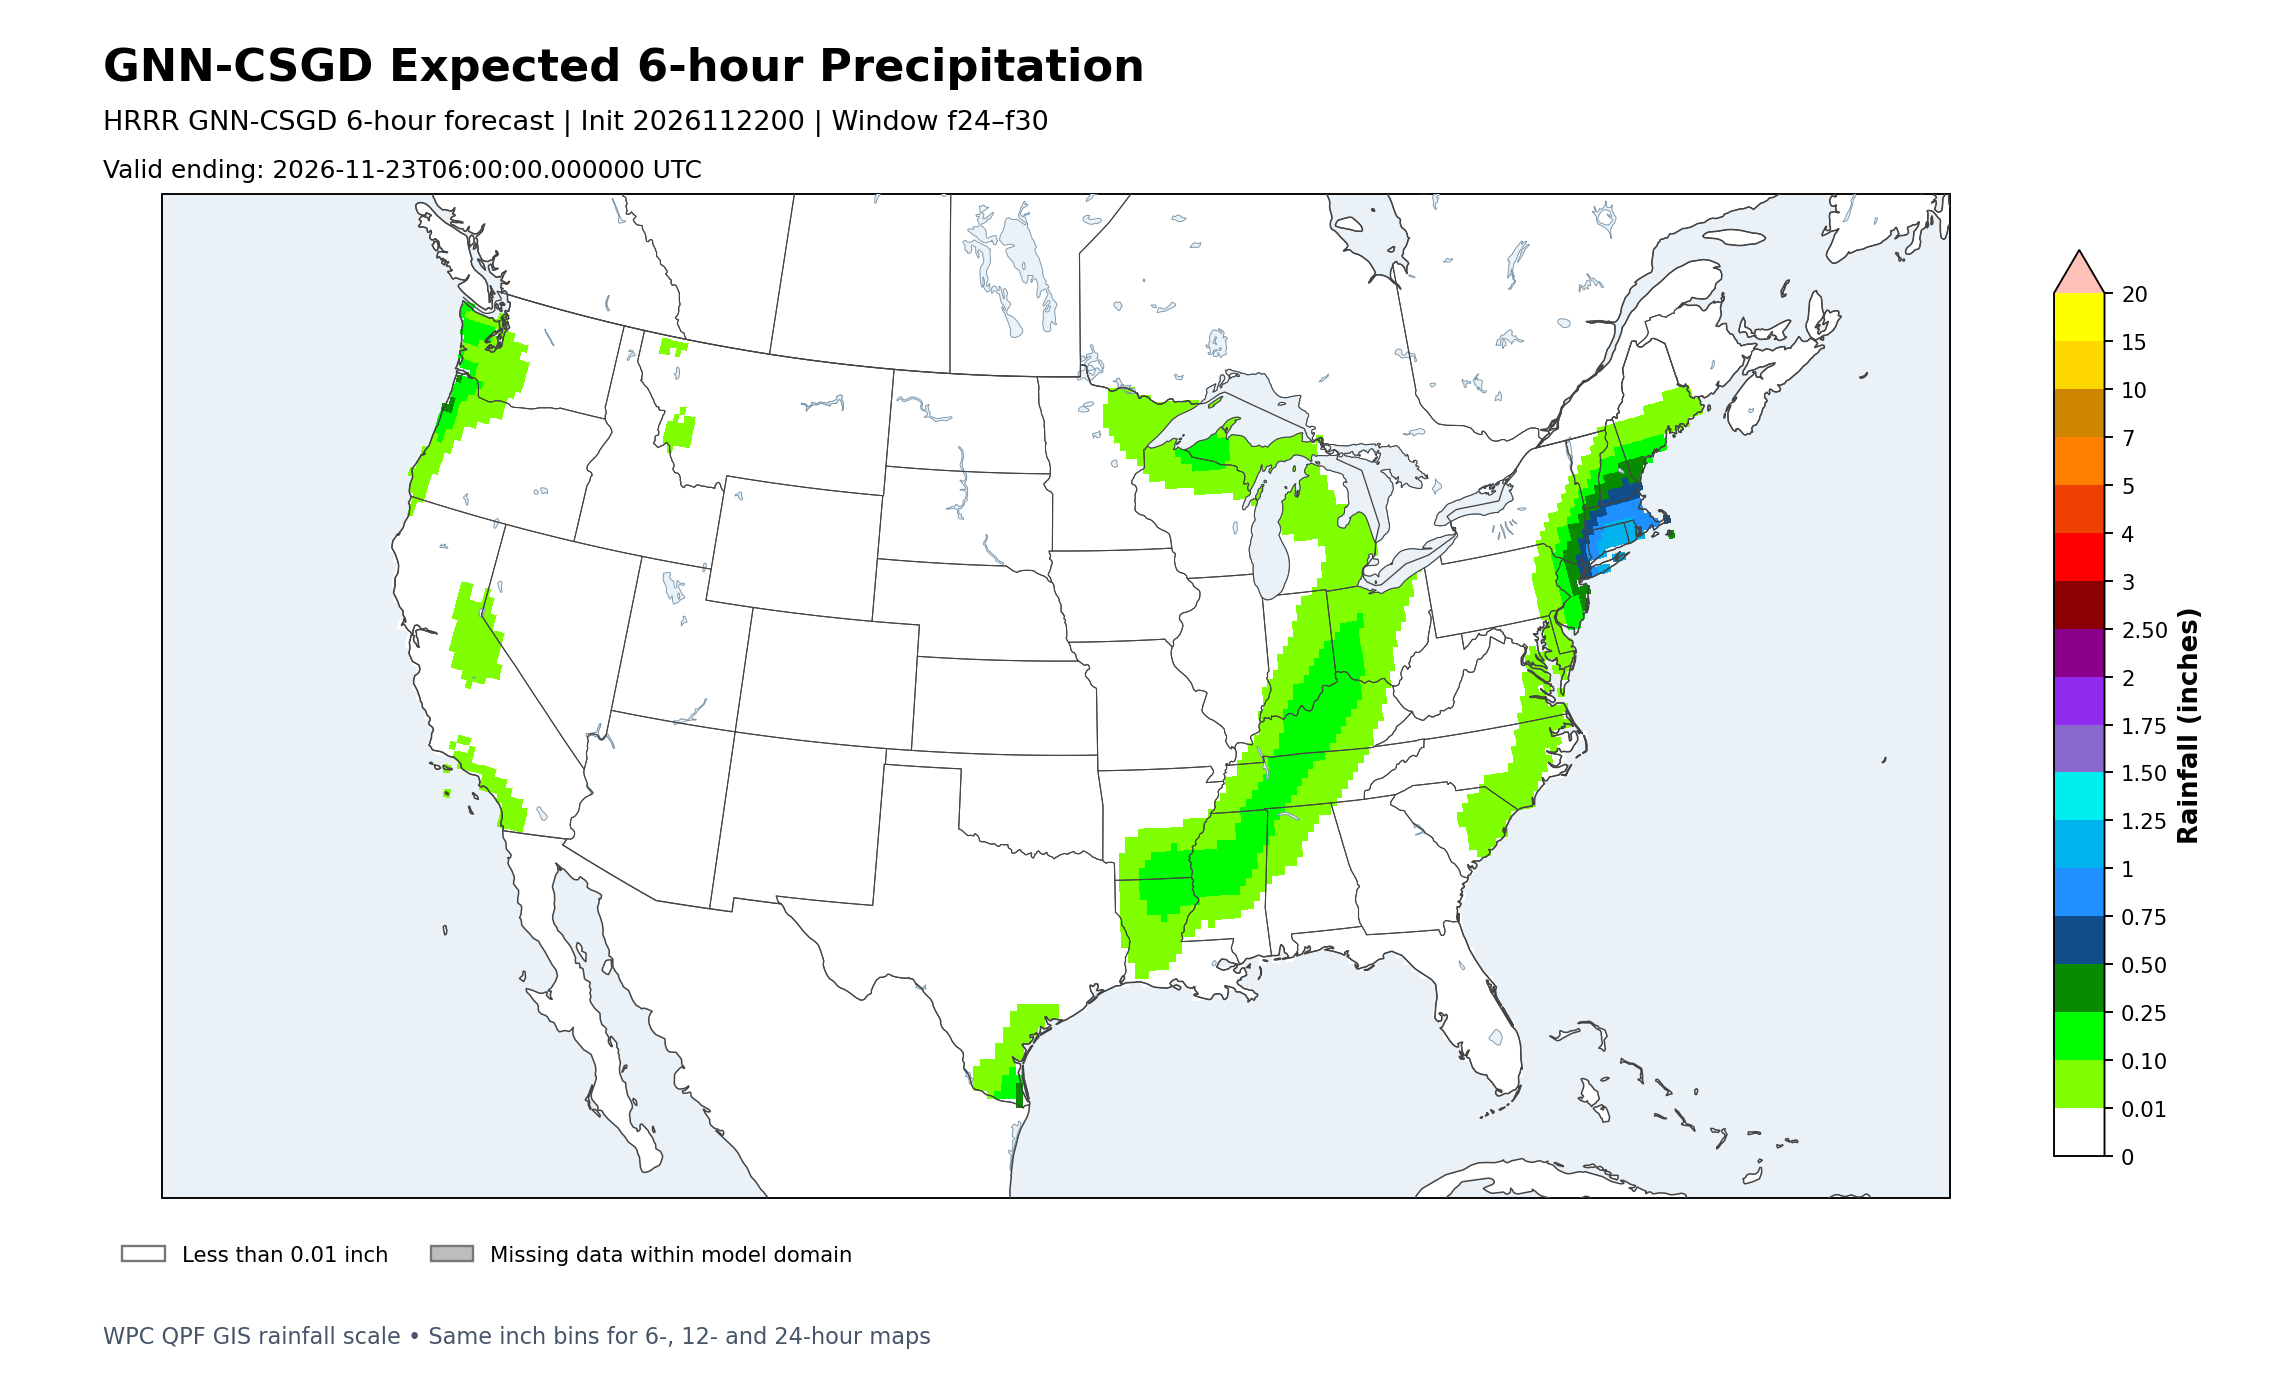 GNN-CSGD Expected 6-hour Precipitation
HRRR GNN-CSGD 6-hour forecast | Init 2026112200 | Window f24–f30
Valid ending: 2026-11-23T06:00:00.000000 UTC
20
15
10
7
5
4
3
2.50
2
1.75
1.50
1.25
1
0.75
0.50
0.25
0.10
0.01
0
Rainfall (inches)
Less than 0.01 inch
Missing data within model domain
WPC QPF GIS rainfall scale • Same inch bins for 6-, 12- and 24-hour maps